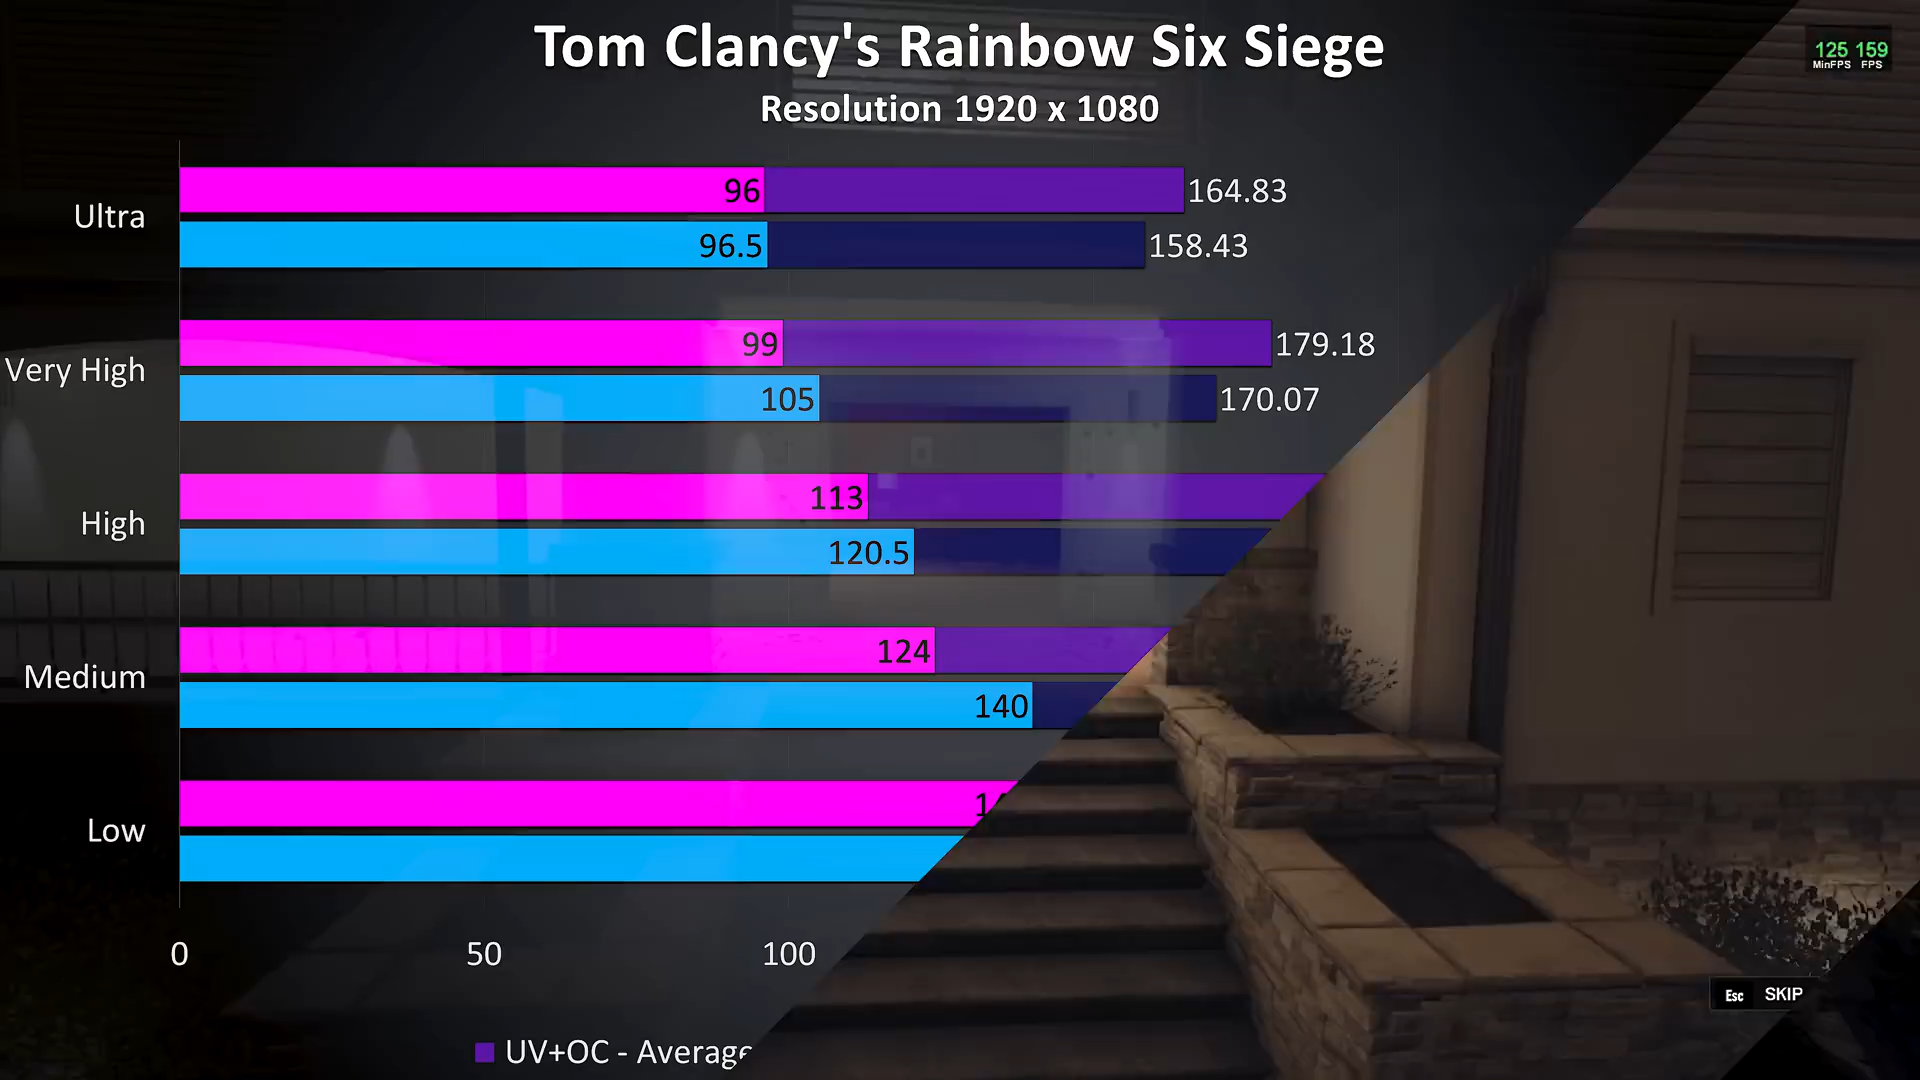 Tom Clancy's Rainbow Six Siege
Resolution 1920 x 1080
125 159
MinFPS FPS
Ultra
96
164.83
96.5
158.43
Very High
99
179.18
105
170.07
High
113
120.5
Medium
124
140
Low
0
50
100
Esc SKIP
UV+OC - Average